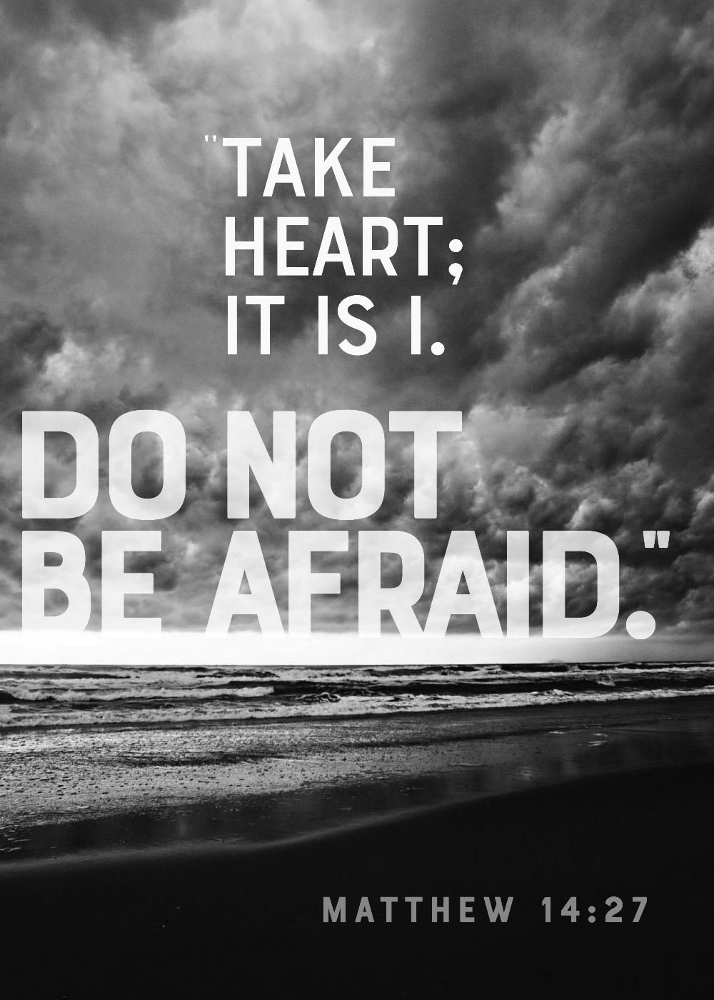 "TAKE
HEART;
IT IS I.
DO NOT
BE AFRAID."
MATTHEW 14:27